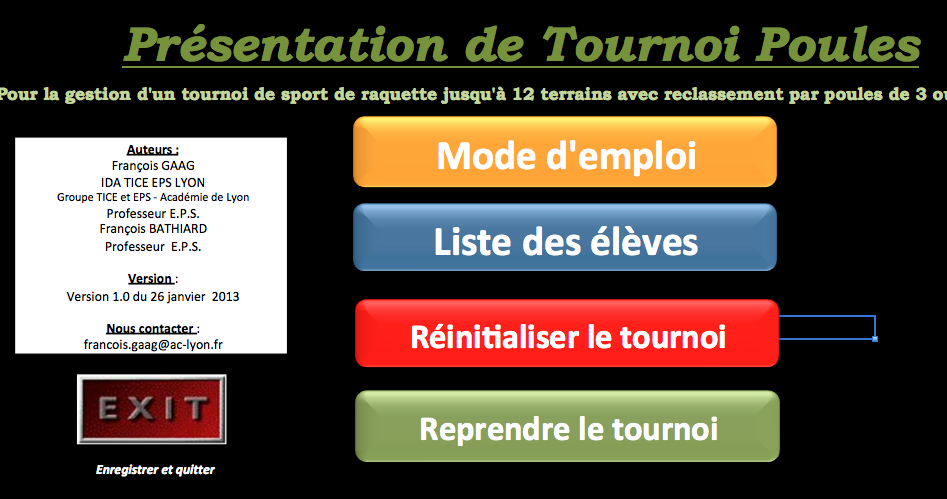 Présentation de Tournoi Poules
Pour la gestion d'un tournoi de sport de raquette jusqu'à 12 terrains avec reclassement par poules de 3
Auteurs :
François GAAG
IDA TICE EPS LYON
Groupe TICE et EPS - Académie de Lyon
Professeur E.P.S.
François BATHIARD
Professeur E.P.S.
Version :
Version 1.0 du 26 janvier 2013
Nous contacter :
francois.gaag@ac-lyon.fr
EXIT
Enregistrer et quitter
Mode d'emploi
Liste des élèves
Réinitialiser le tournoi
Reprendre le tournoi